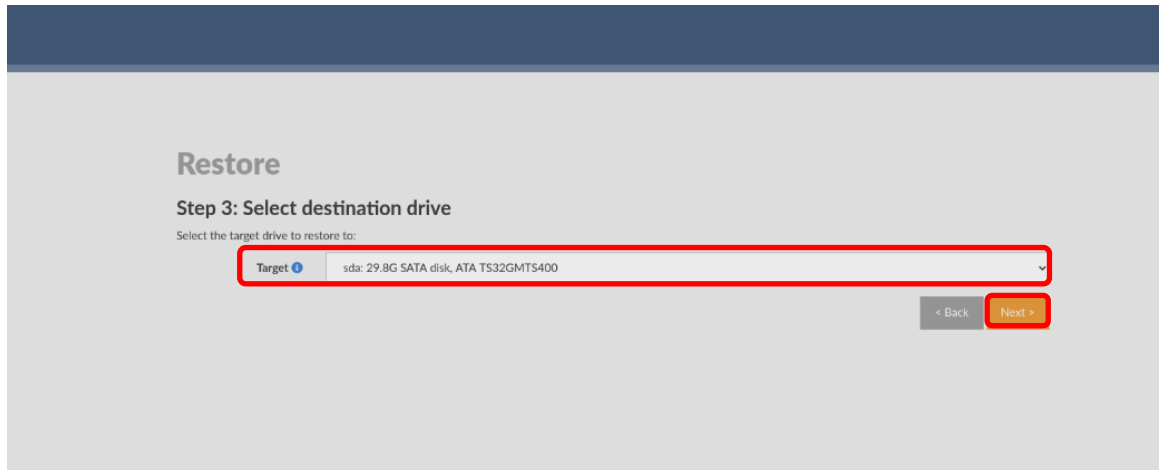 Restore
Step 3: Select destination drive
Select the target drive to restore to:
Target sda: 29.8G SATA disk, ATA TS32GMTS400
< Back Next >